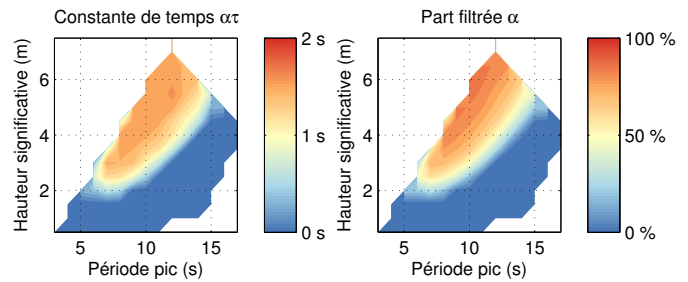 Constante de temps ατ
Hauteur significative (m)
6
4
2
5 10 15
Période pic (s)
2 s
1 s
0 s
Part filtrée α
Hauteur significative (m)
6
4
2
5 10 15
Période pic (s)
100 %
50 %
0 %